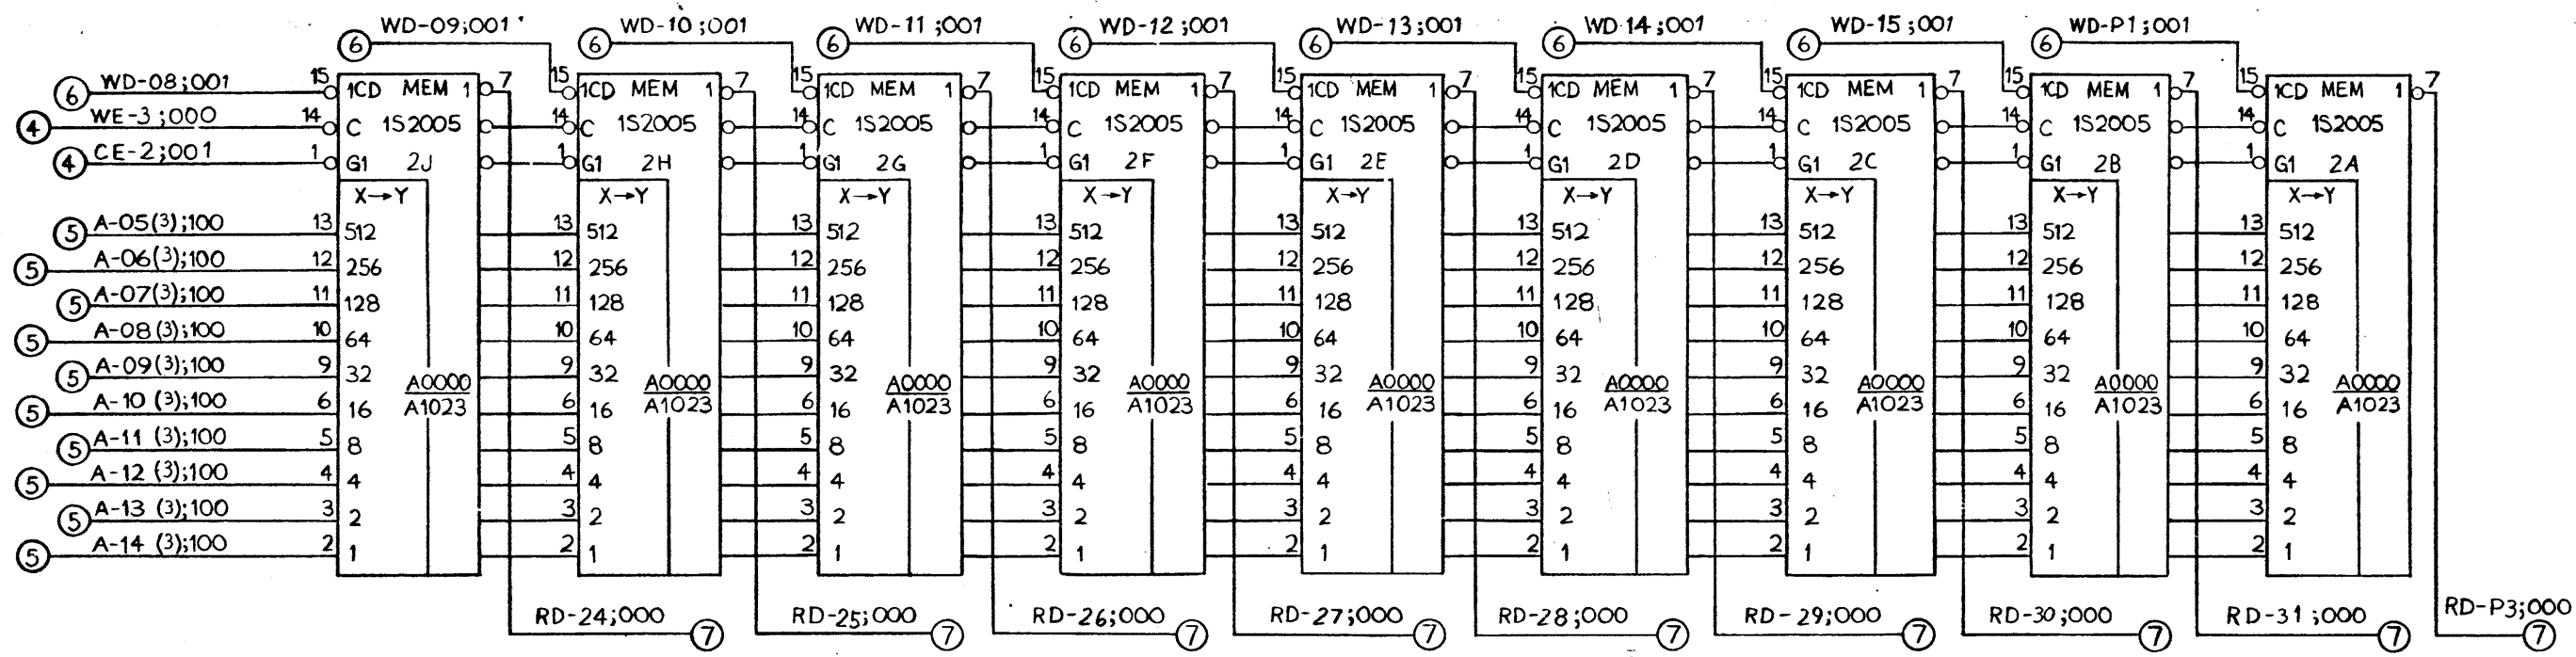 WD-09;001 WD-10;001 WD-11;001 WD-12;001 WD-13;001 WD-14;001 WD-15;001 WD-P1;001
6 6 6 6 6 6 6 6
6 WD-08;001 15 1CD MEM 1 7 15 1CD MEM 1 7 15 1CD MEM 1 7 15 1CD MEM 1 7 15 1CD MEM 1 7 15 1CD MEM 1 7 15 1CD MEM 1 7 15 1CD MEM 1 7 15 1CD MEM 1 7
4 WE-3;000 14 C 1S2005 14 C 1S2005 14 C 1S2005 14 C 1S2005 14 C 1S2005 14 C 1S2005 14 C 1S2005 14 C 1S2005 14 C 1S2005
4 CE-2;001 1 G1 2J 1 G1 2H 1 G1 2G 1 G1 2F 1 G1 2E 1 G1 2D 1 G1 2C 1 G1 2B 1 G1 2A
X→Y X→Y X→Y X→Y X→Y X→Y X→Y X→Y X→Y
5 A-05(3);100 13 512 13 512 13 512 13 512 13 512 13 512 13 512 13 512 13 512
5 A-06(3);100 12 256 12 256 12 256 12 256 12 256 12 256 12 256 12 256 12 256
5 A-07(3);100 11 128 11 128 11 128 11 128 11 128 11 128 11 128 11 128 11 128
5 A-08(3);100 10 64 10 64 10 64 10 64 10 64 10 64 10 64 10 64 10 64
5 A-09(3);100 9 32 9 32 9 32 9 32 9 32 9 32 9 32 9 32 9 32
A0000 A0000 A0000 A0000 A0000 A0000 A0000 A0000 A0000
A1023 A1023 A1023 A1023 A1023 A1023 A1023 A1023 A1023
5 A-10 (3);100 6 16 6 16 6 16 6 16 6 16 6 16 6 16 6 16 6 16
5 A-11 (3);100 5 8 5 8 5 8 5 8 5 8 5 8 5 8 5 8 5 8
5 A-12 (3);100 4 4 4 4 4 4 4 4 4 4 4 4 4 4 4 4 4 4
5 A-13 (3);100 3 2 3 2 3 2 3 2 3 2 3 2 3 2 3 2 3 2
5 A-14 (3);100 2 1 2 1 2 1 2 1 2 1 2 1 2 1 2 1 2 1
RD-24;000 RD-25;000 RD-26;000 RD-27;000 RD-28;000 RD-29;000 RD-30;000 RD-31;000 RD-P3;000
7 7 7 7 7 7 7 7 7